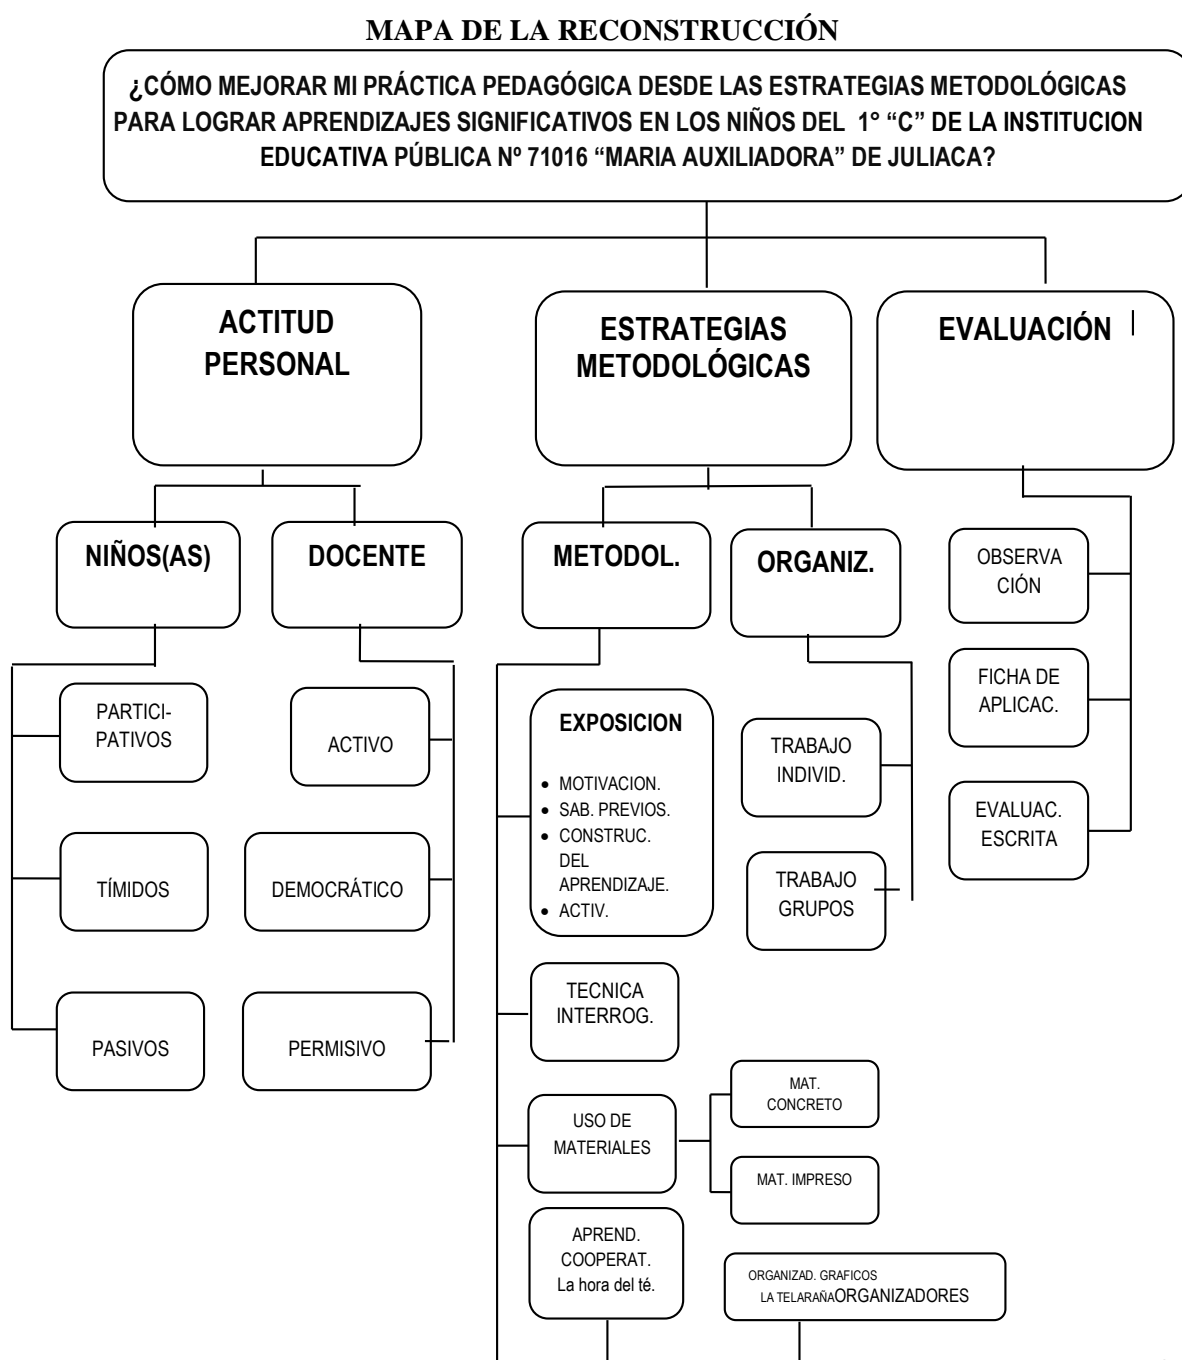 MAPA DE LA RECONSTRUCCIÓN
¿CÓMO MEJORAR MI PRÁCTICA PEDAGÓGICA DESDE LAS ESTRATEGIAS METODOLÓGICAS
PARA LOGRAR APRENDIZAJES SIGNIFICATIVOS EN LOS NIÑOS DEL 1° “C” DE LA INSTITUCION
EDUCATIVA PÚBLICA Nº 71016 “MARIA AUXILIADORA” DE JULIACA?
ACTITUD
PERSONAL
ESTRATEGIAS
METODOLÓGICAS
EVALUACIÓN
NIÑOS(AS)
DOCENTE
METODOL.
ORGANIZ.
PARTICI-
PATIVOS
TÍMIDOS
PASIVOS
ACTIVO
DEMOCRÁTICO
PERMISIVO
EXPOSICION
• MOTIVACION.
• SAB. PREVIOS.
• CONSTRUC.
DEL
APRENDIZAJE.
• ACTIV.
TECNICA
INTERROG.
USO DE
MATERIALES
MAT.
CONCRETO
MAT. IMPRESO
APREND.
COOPERAT.
La hora del té.
ORGANIZAD. GRAFICOS
LA TELARAÑAORGANIZADORES
TRABAJO
INDIVID.
TRABAJO
GRUPOS
OBSERVA
CIÓN
FICHA DE
APLICAC.
EVALUAC.
ESCRITA